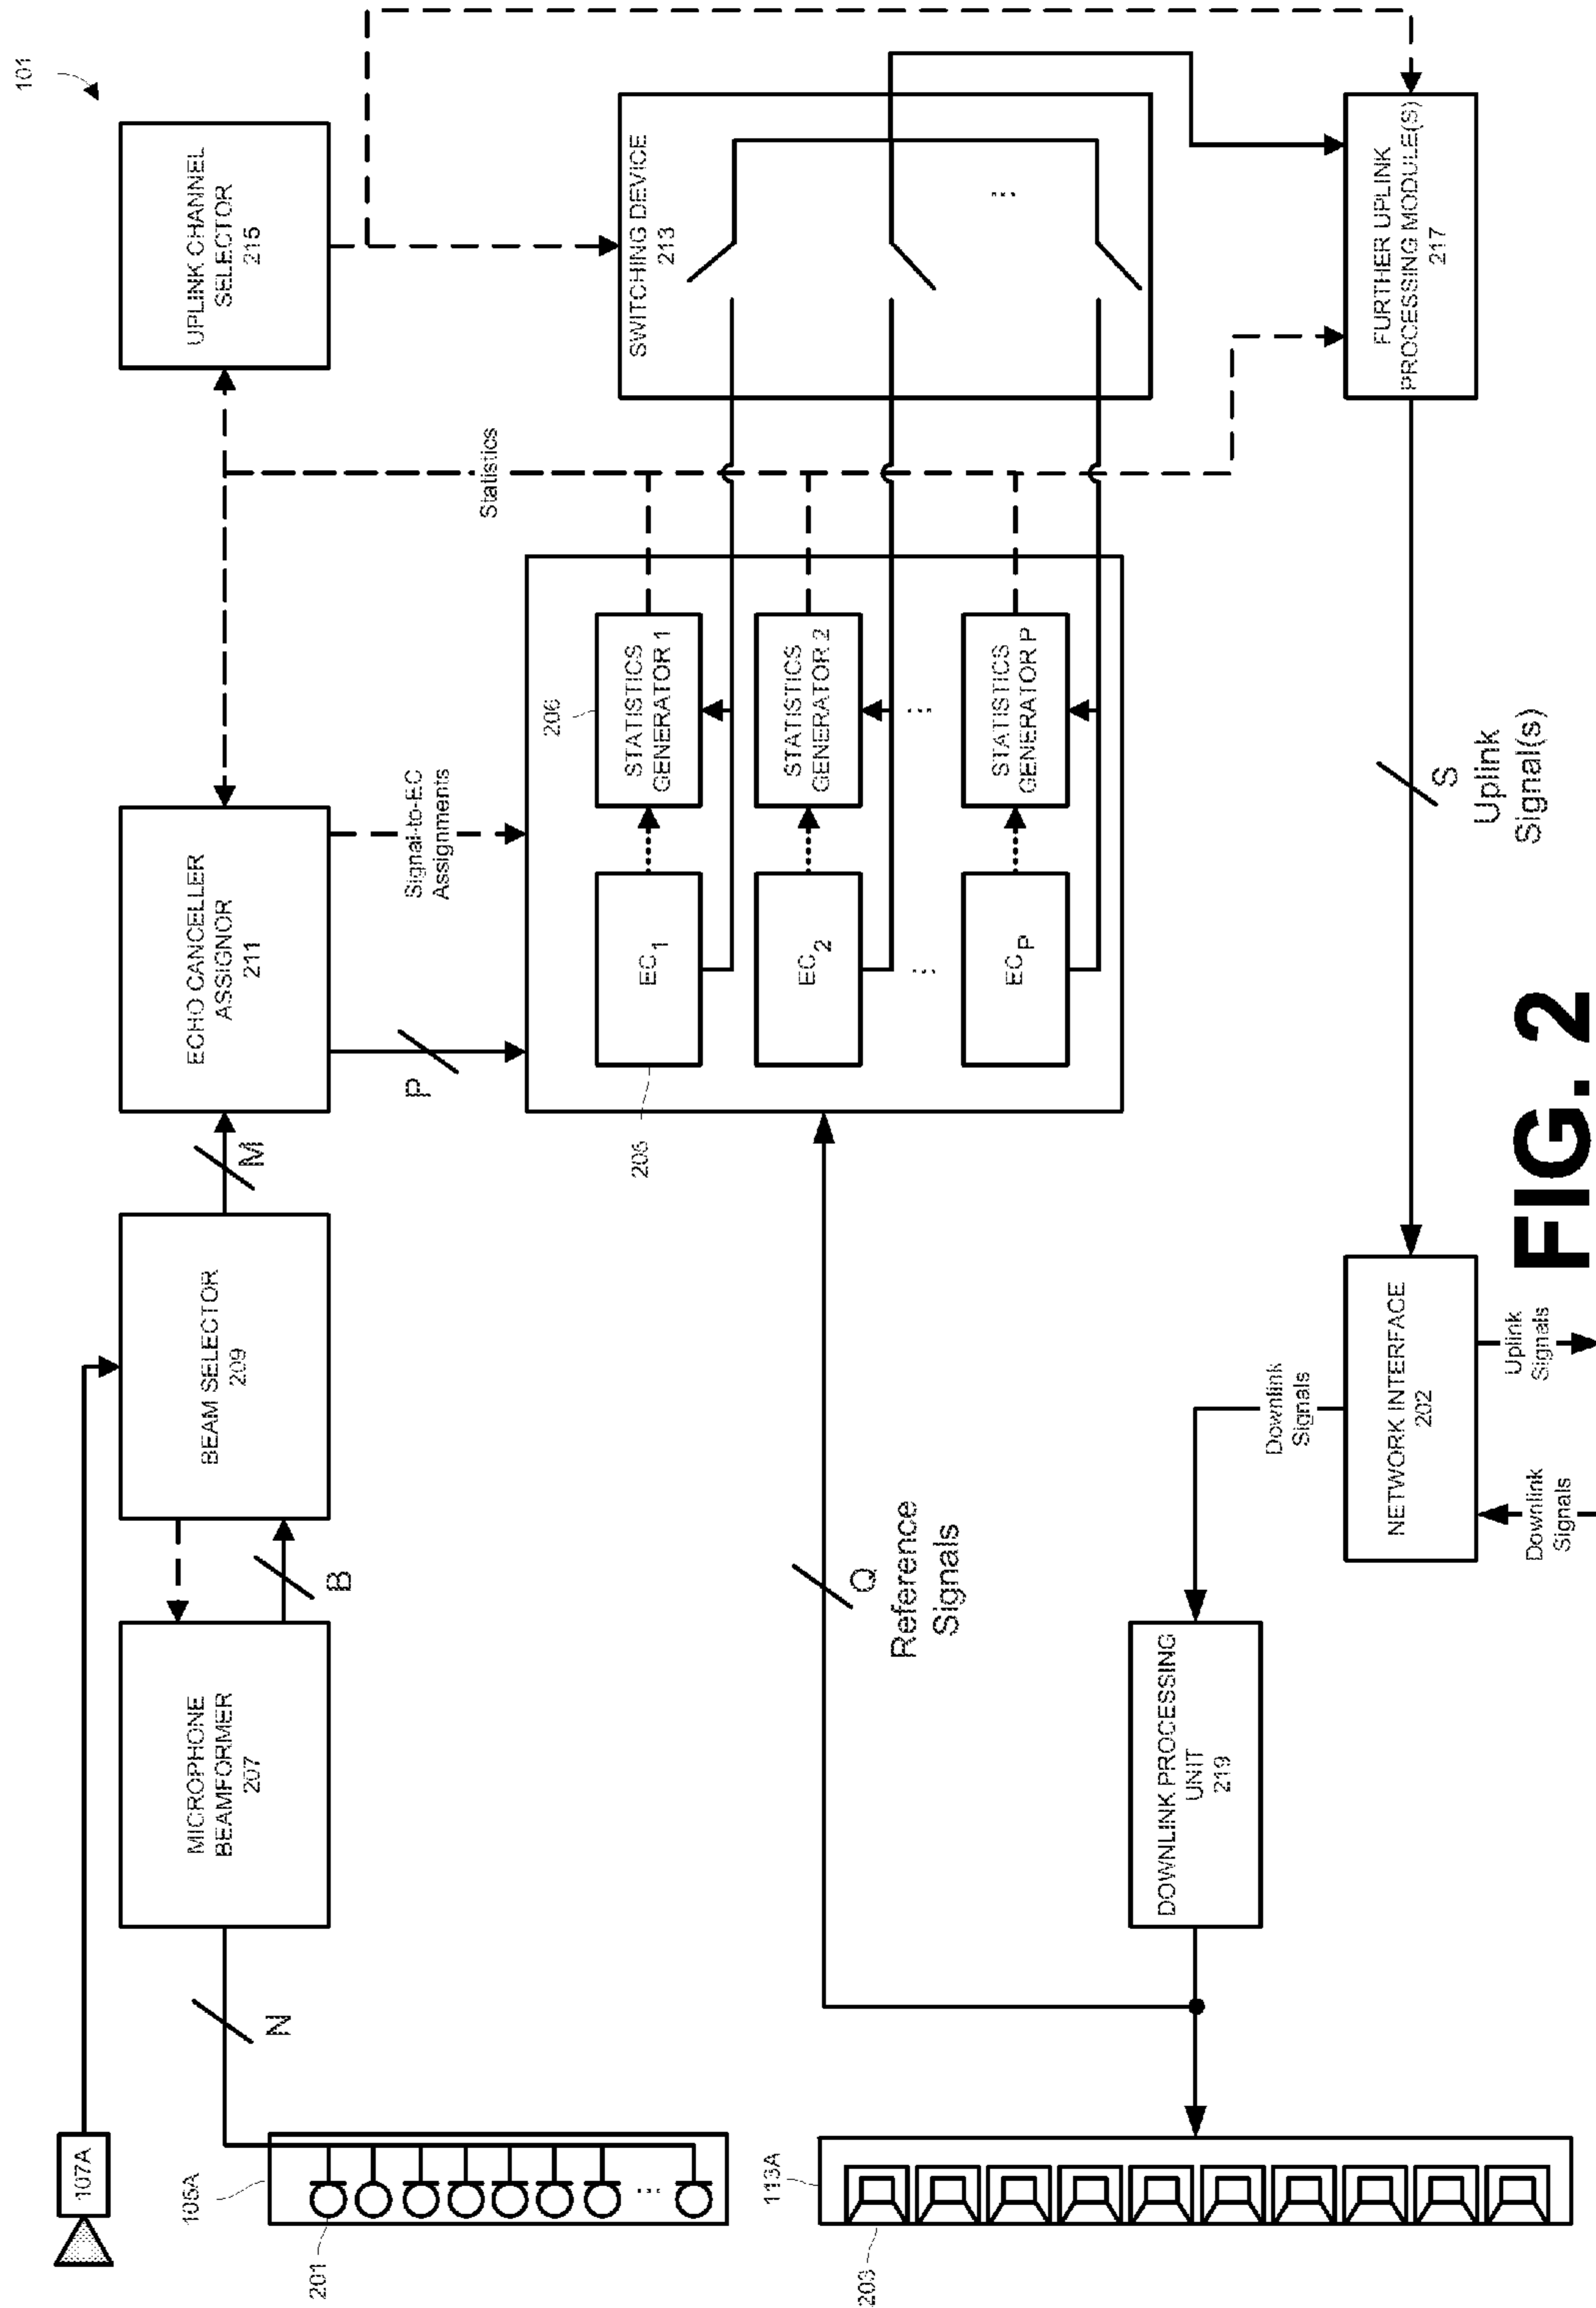 101
107A
MICROPHONE
BEAMFORMER
207
BEAM SELECTOR
209
ECHO CANCELLER
ASSIGNOR
211
UPLINK CHANNEL
SELECTOR
215
N
B
M
P
Signal-to-EC
Assignments
Statistics
106A
201
206
EC1
STATISTICS
GENERATOR 1
206
EC2
STATISTICS
GENERATOR 2
...
...
ECP
STATISTICS
GENERATOR P
SWITCHING DEVICE
213
...
...
Q
Reference
Signals
113A
203
DOWNLINK PROCESSING
UNIT
219
Downlink
Signals
NETWORK INTERFACE
202
S
Uplink
Signal(s)
FURTHER UPLINK
PROCESSING MODULE(S)
217
Downlink
Signals
Uplink
Signals
FIG. 2